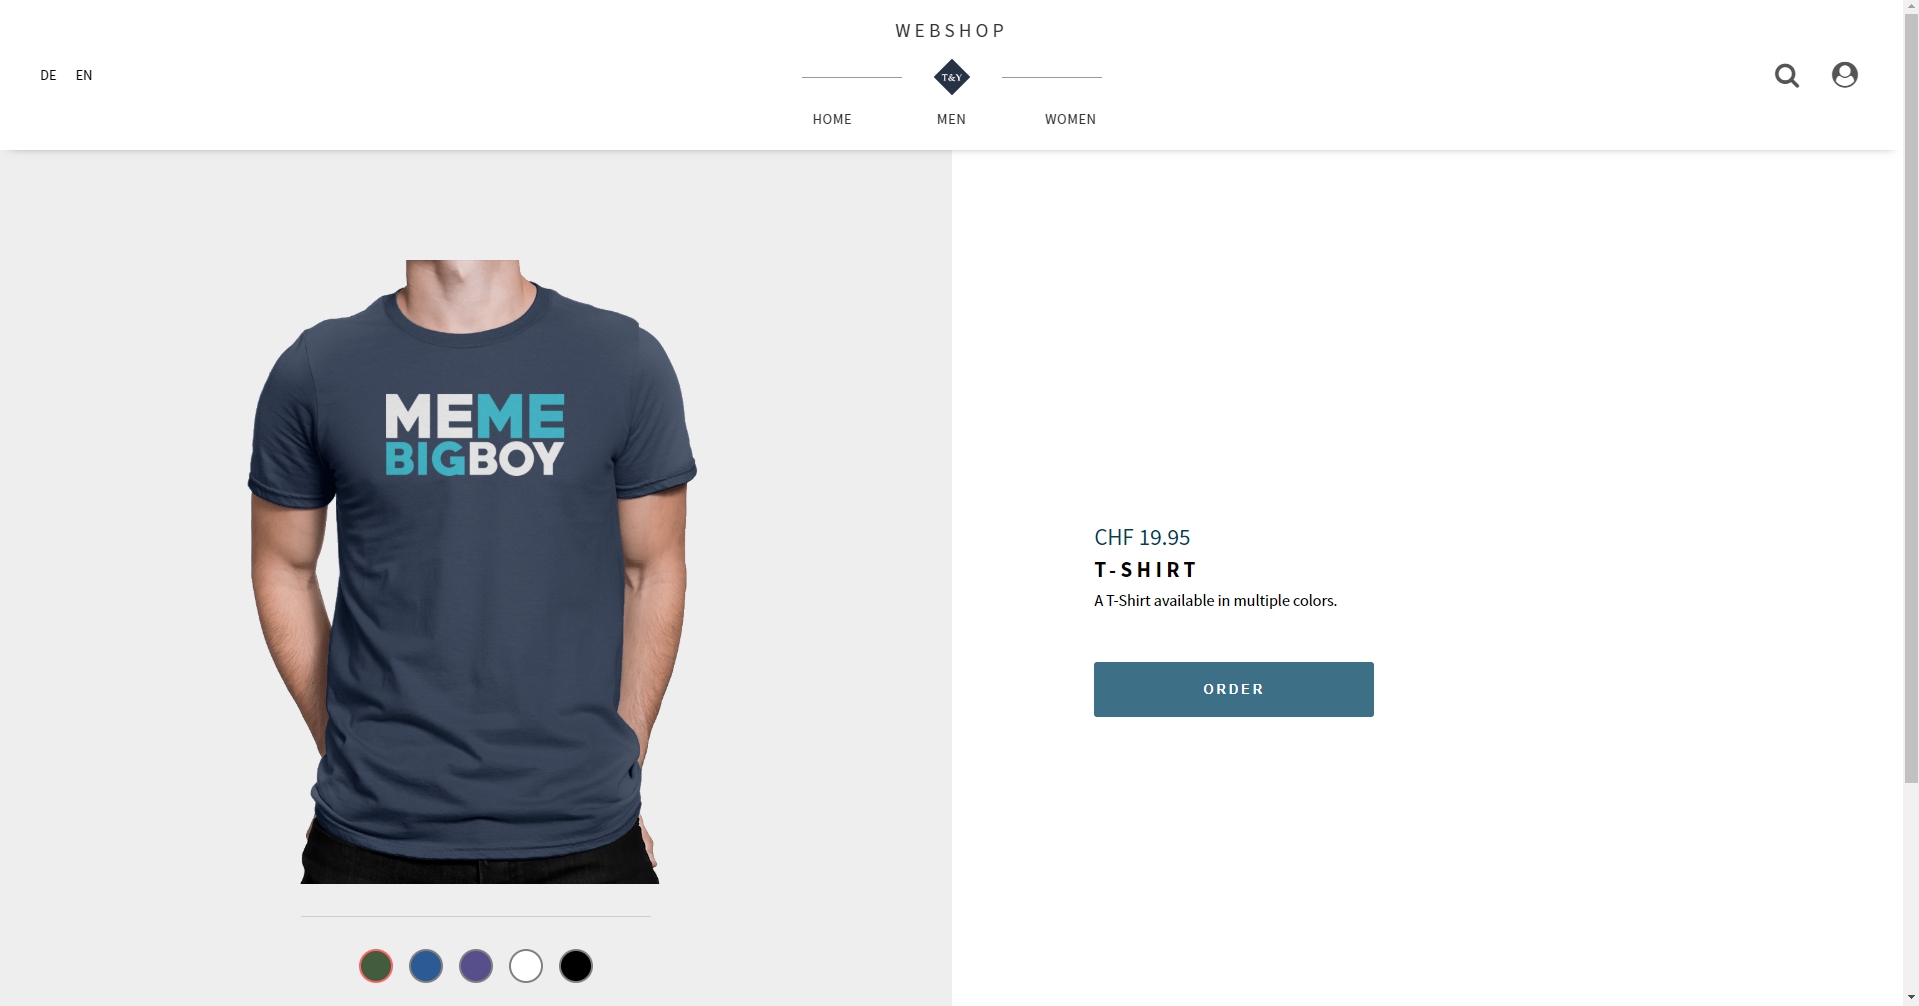 WEBSHOP
DE EN
T&Y
HOME MEN WOMEN
MEME
BIGBOY
CHF 19.95
T-SHIRT
A T-Shirt available in multiple colors.
ORDER